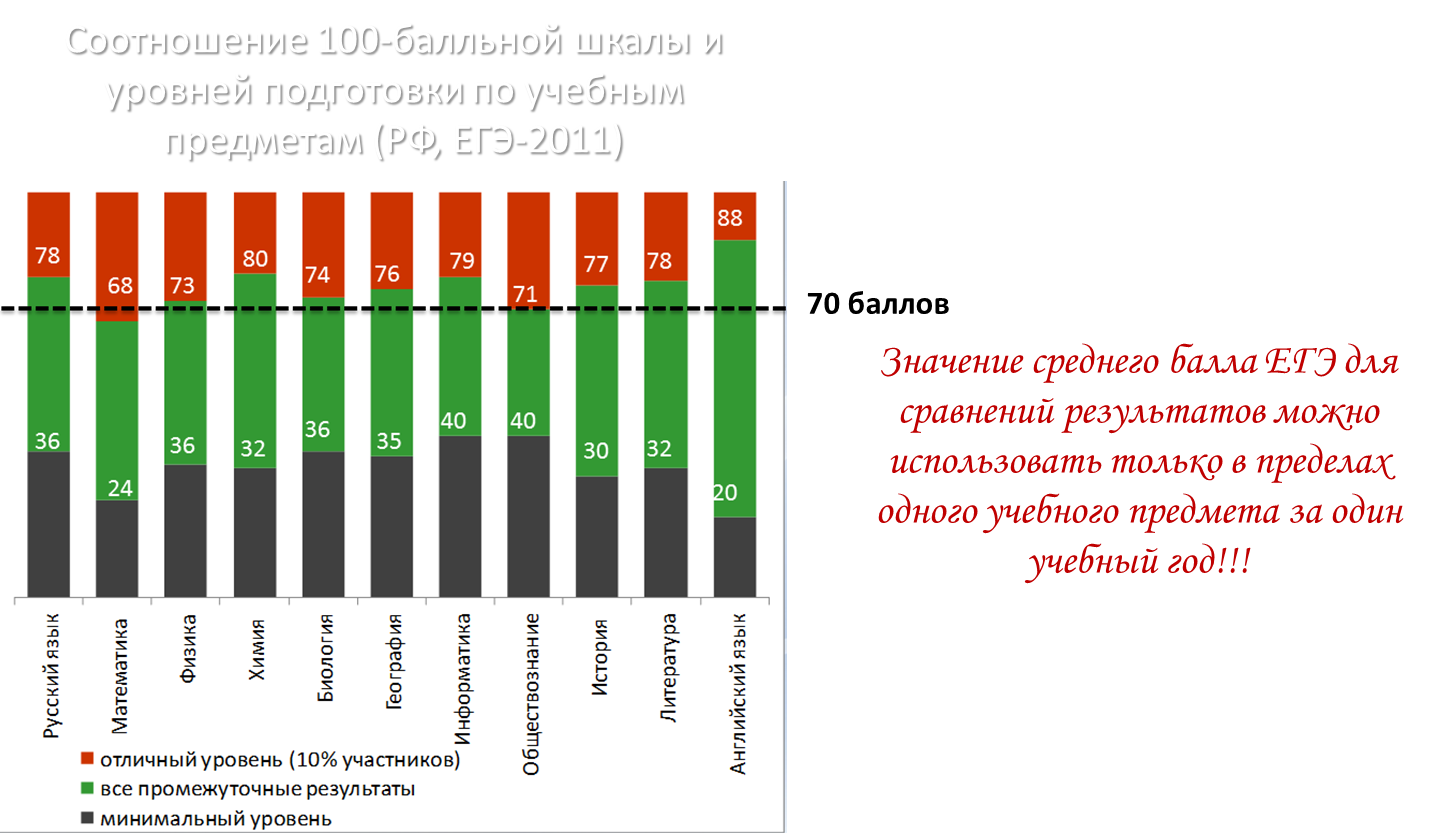 Соотношение 100-балльной шкалы и
уровней подготовки по учебным
предметам (РФ, ЕГЭ-2011)
78
68
73
80
74
76
79
71
77
78
88
70 баллов
36
24
36
32
36
35
40
40
30
32
20
Значение среднего балла ЕГЭ для
сравнений результатов можно
использовать только в пределах
одного учебного предмета за один
учебный год!!!
Русский язык
Математика
Физика
Химия
Биология
География
Информатика
Обществознание
История
Литература
Английский язык
отличный уровень (10% участников)
все промежуточные результаты
минимальный уровень